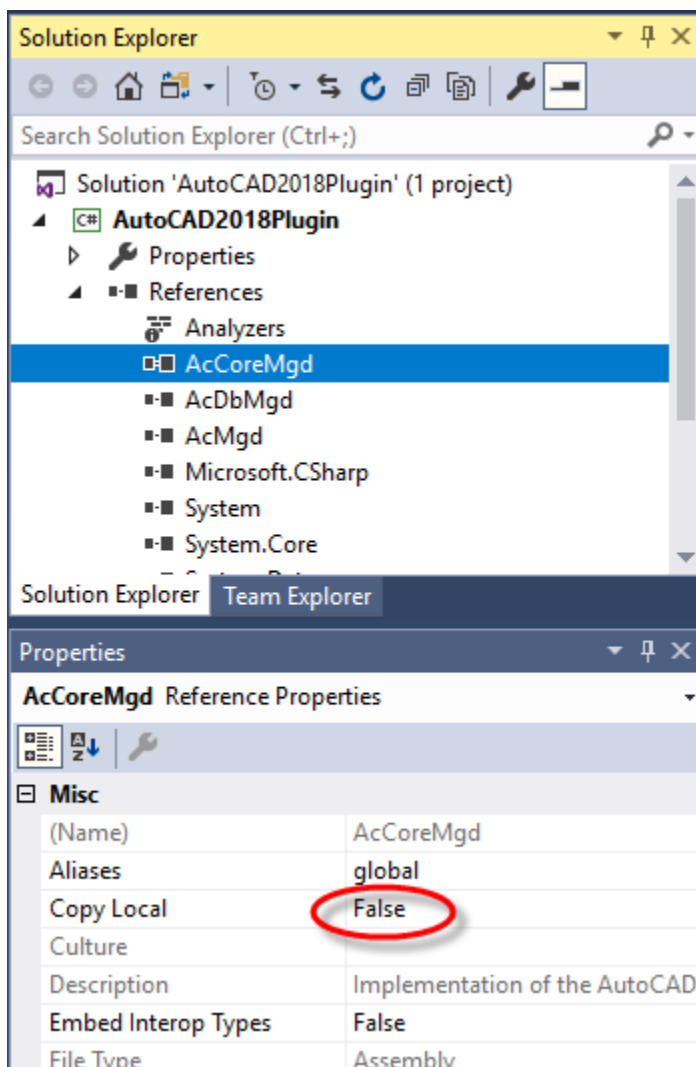 Solution Explorer
Search Solution Explorer (Ctrl+;)
Solution 'AutoCAD2018Plugin' (1 project)
C# AutoCAD2018Plugin
Properties
References
Analyzers
AcCoreMgd
AcDbMgd
AcMgd
Microsoft.CSharp
System
System.Core
Solution Explorer Team Explorer
Properties
AcCoreMgd Reference Properties
Misc
(Name) AcCoreMgd
Aliases global
Copy Local False
Culture
Description Implementation of the AutoCAD
Embed Interop Types False
File Type Assembly